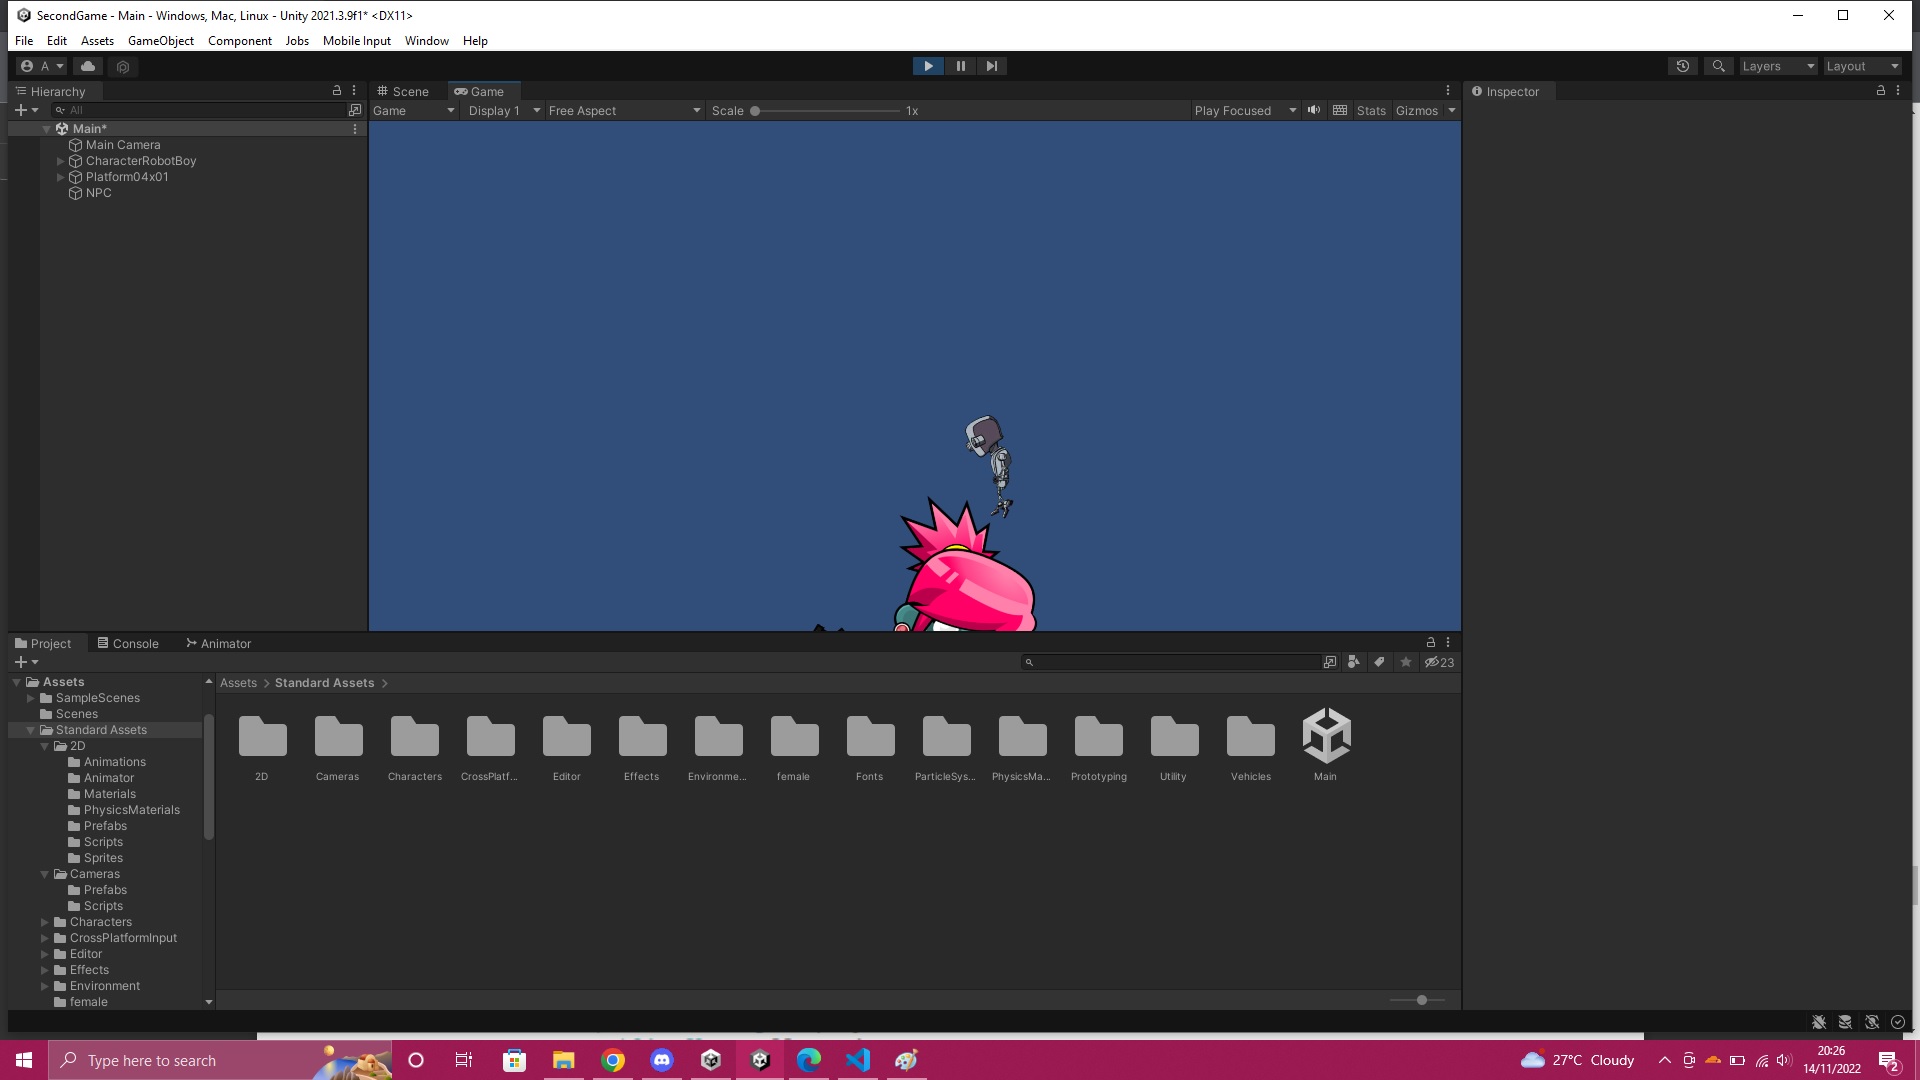 SecondGame - Main - Windows, Mac, Linux - Unity 2021.3.9f1* <DX11>
File Edit Assets GameObject Component Jobs Mobile Input Window Help
A Layers Layout
Hierarchy Scene Game Inspector
All Game Display 1 Free Aspect Scale 1x Play Focused Stats Gizmos
Main*
Main Camera
CharacterRobotBoy
Platform04x01
NPC
Project Console Animator
23
Assets
Assets > Standard Assets >
SampleScenes
Scenes
Standard Assets
2D
Animations
Animator
Materials
PhysicsMaterials
Prefabs
Scripts
Sprites
Cameras
Prefabs
Scripts
Characters
CrossPlatformInput
Editor
Effects
Environment
female
2D Cameras Characters CrossPlatf... Editor Effects Environme... female Fonts ParticleSys... PhysicsMa... Prototyping Utility Vehicles Main
Type here to search
27°C Cloudy
20:26
14/11/2022
2